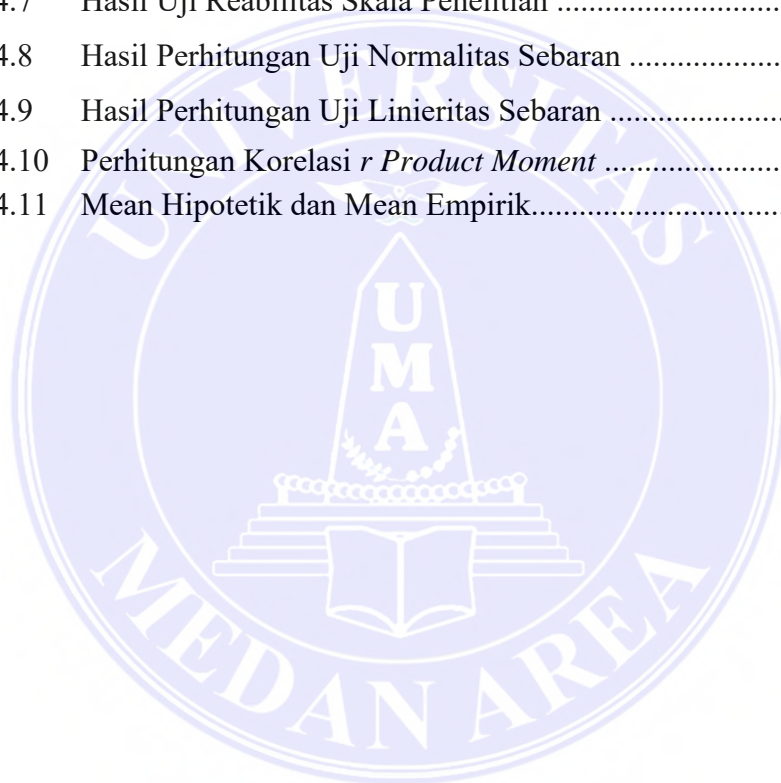 4.7 Hasil Uji Reabilitas Skala Penelitian ........................
4.8 Hasil Perhitungan Uji Normalitas Sebaran ...................
4.9 Hasil Perhitungan Uji Linieritas Sebaran ......................
4.10 Perhitungan Korelasi r Product Moment ......................
4.11 Mean Hipotetik dan Mean Empirik...............................
UNIVERSITAS
UMA
MEDAN AREA